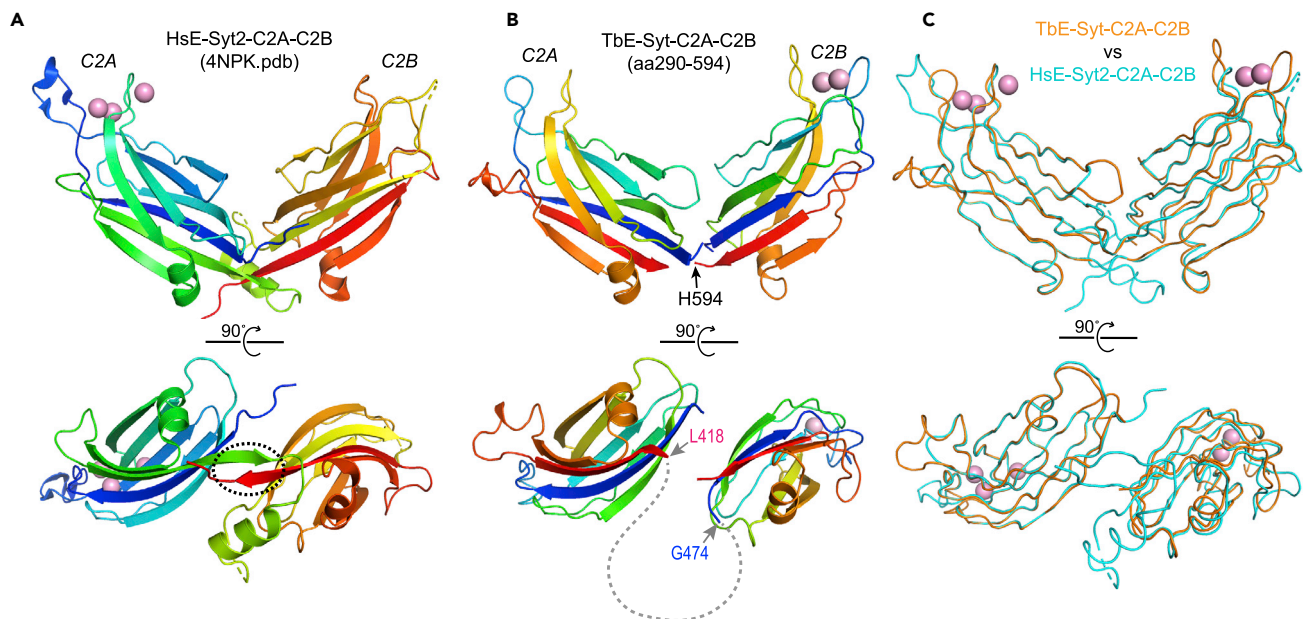 A
HsE-Syt2-C2A-C2B
(4NPK.pdb)
C2A
C2B
90°
B
TbE-Syt-C2A-C2B
(aa290-594)
C2A
C2B
H594
90°
L418
G474
C
TbE-Syt-C2A-C2B
vs
HsE-Syt2-C2A-C2B
90°